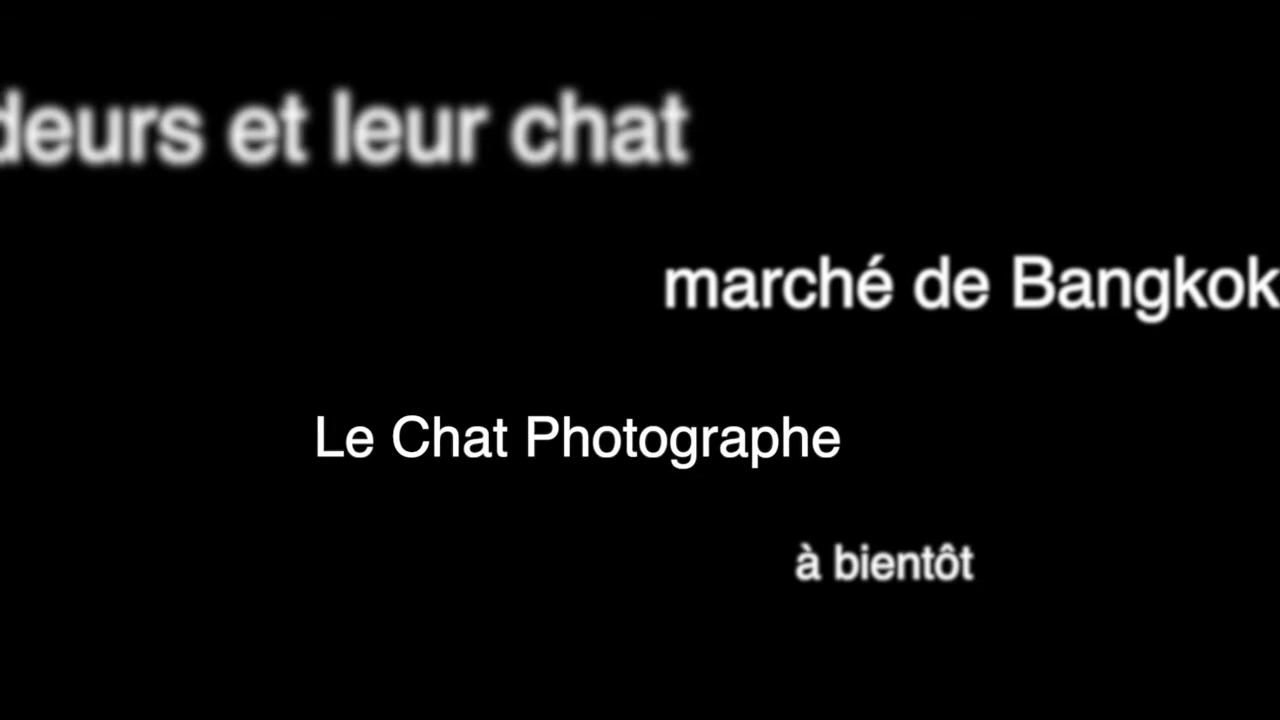 deurs et leur chat
marché de Bangkok
Le Chat Photographe
à bientôt